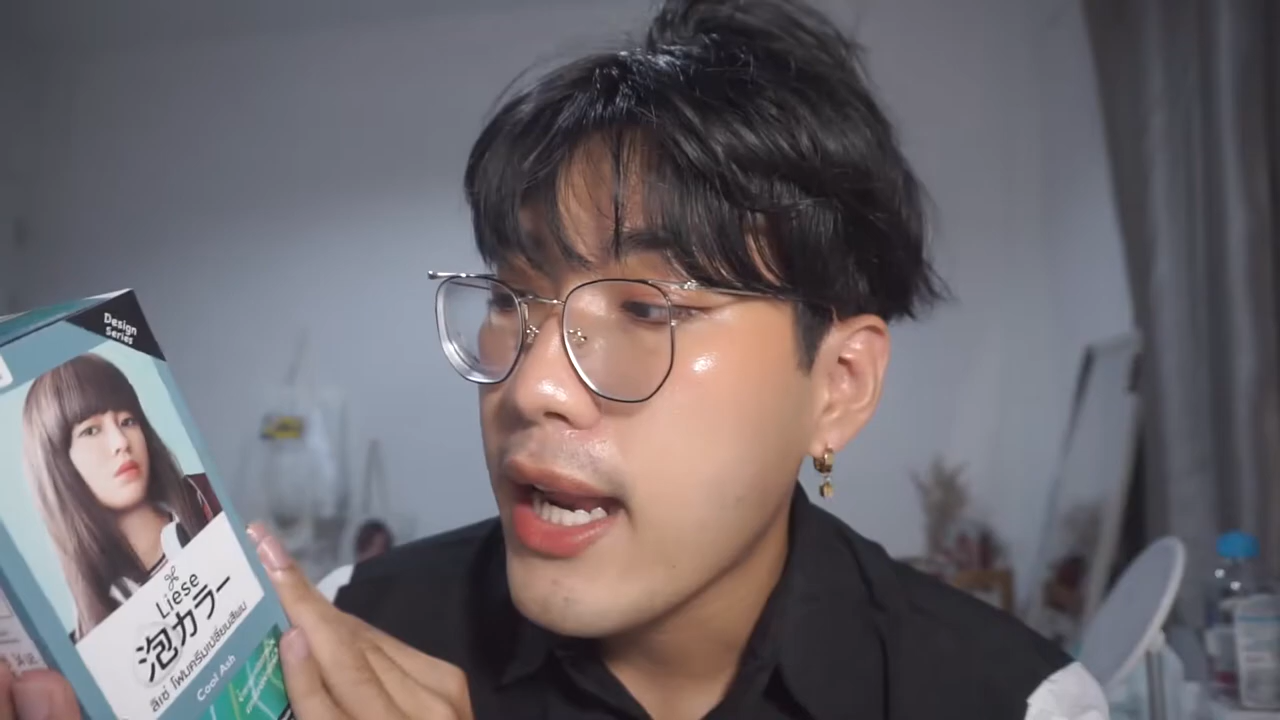 Design
Series
Liese
泡カラー
ลิเซ่ โฟมครีมเปลี่ยนสีผม
Cool Ash